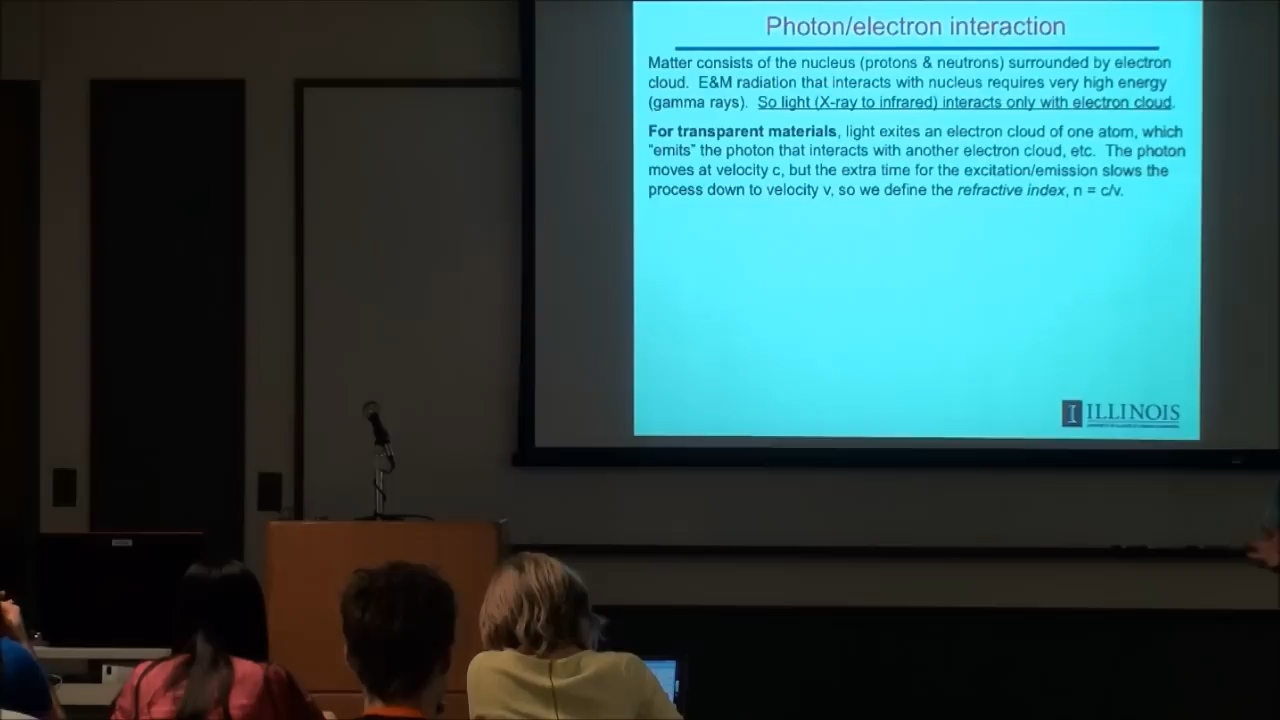 Photon/electron interaction
Matter consists of the nucleus (protons & neutrons) surrounded by electron
cloud. E&M radiation that interacts with nucleus requires very high energy
(gamma rays). So light (X-ray to infrared) interacts only with electron cloud.
For transparent materials, light exites an electron cloud of one atom, which
"emits" the photon that interacts with another electron cloud, etc. The photon
moves at velocity c, but the extra time for the excitation/emission slows the
process down to velocity v, so we define the refractive index, n = c/v.
I ILLINOIS